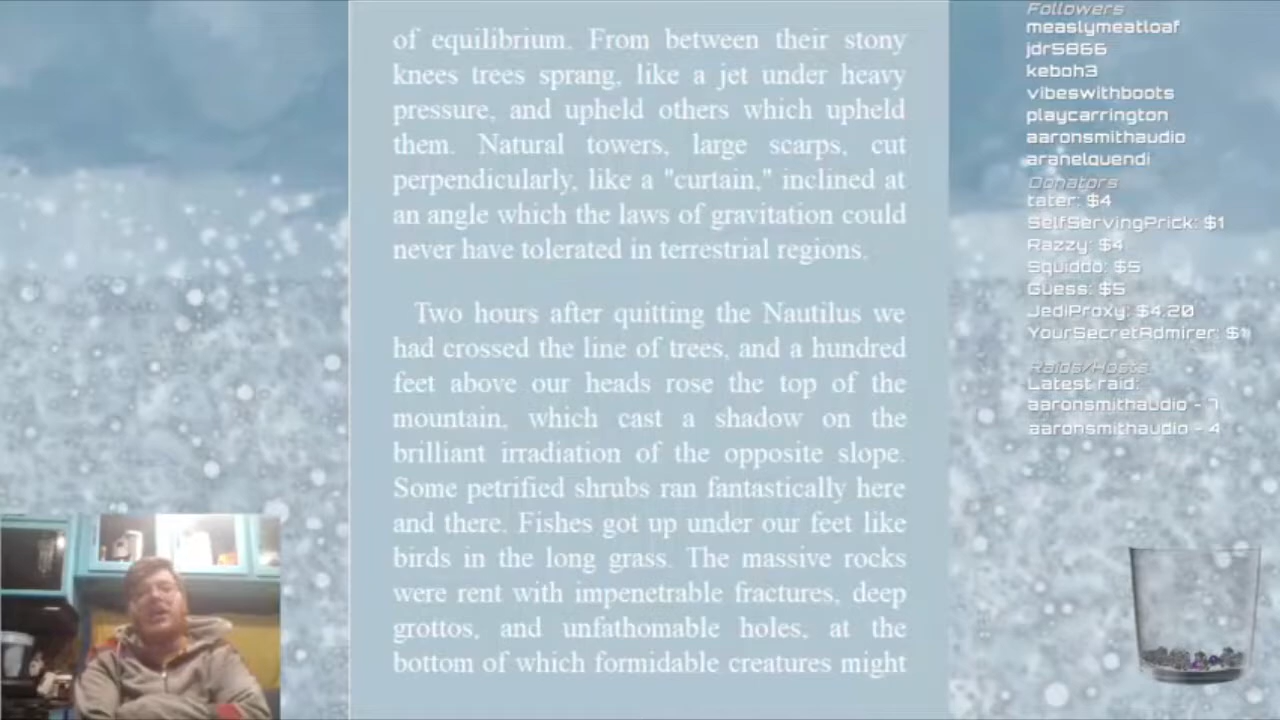 of equilibrium. From between their stony
knees trees sprang, like a jet under heavy
pressure, and upheld others which upheld
them. Natural towers, large scarps, cut
perpendicularly, like a "curtain," inclined at
an angle which the laws of gravitation could
never have tolerated in terrestrial regions.
Two hours after quitting the Nautilus we
had crossed the line of trees, and a hundred
feet above our heads rose the top of the
mountain, which cast a shadow on the
brilliant irradiation of the opposite slope.
Some petrified shrubs ran fantastically here
and there. Fishes got up under our feet like
birds in the long grass. The massive rocks
were rent with impenetrable fractures, deep
grottos, and unfathomable holes, at the
bottom of which formidable creatures might
Followers
measlymeatloaf
jdr5866
keboh3
vibeswithboots
playcarrington
aaronsmithaudio
aranelquendi
Donators
tater: $4
SelfServingPrick: $1
Razzy: $4
Squiddo: $5
Guess: $5
JediProxy: $4.20
YourSecretAdmirer: $1
Raids/Hosts
Latest raid:
aaronsmithaudio - 7
aaronsmithaudio - 4